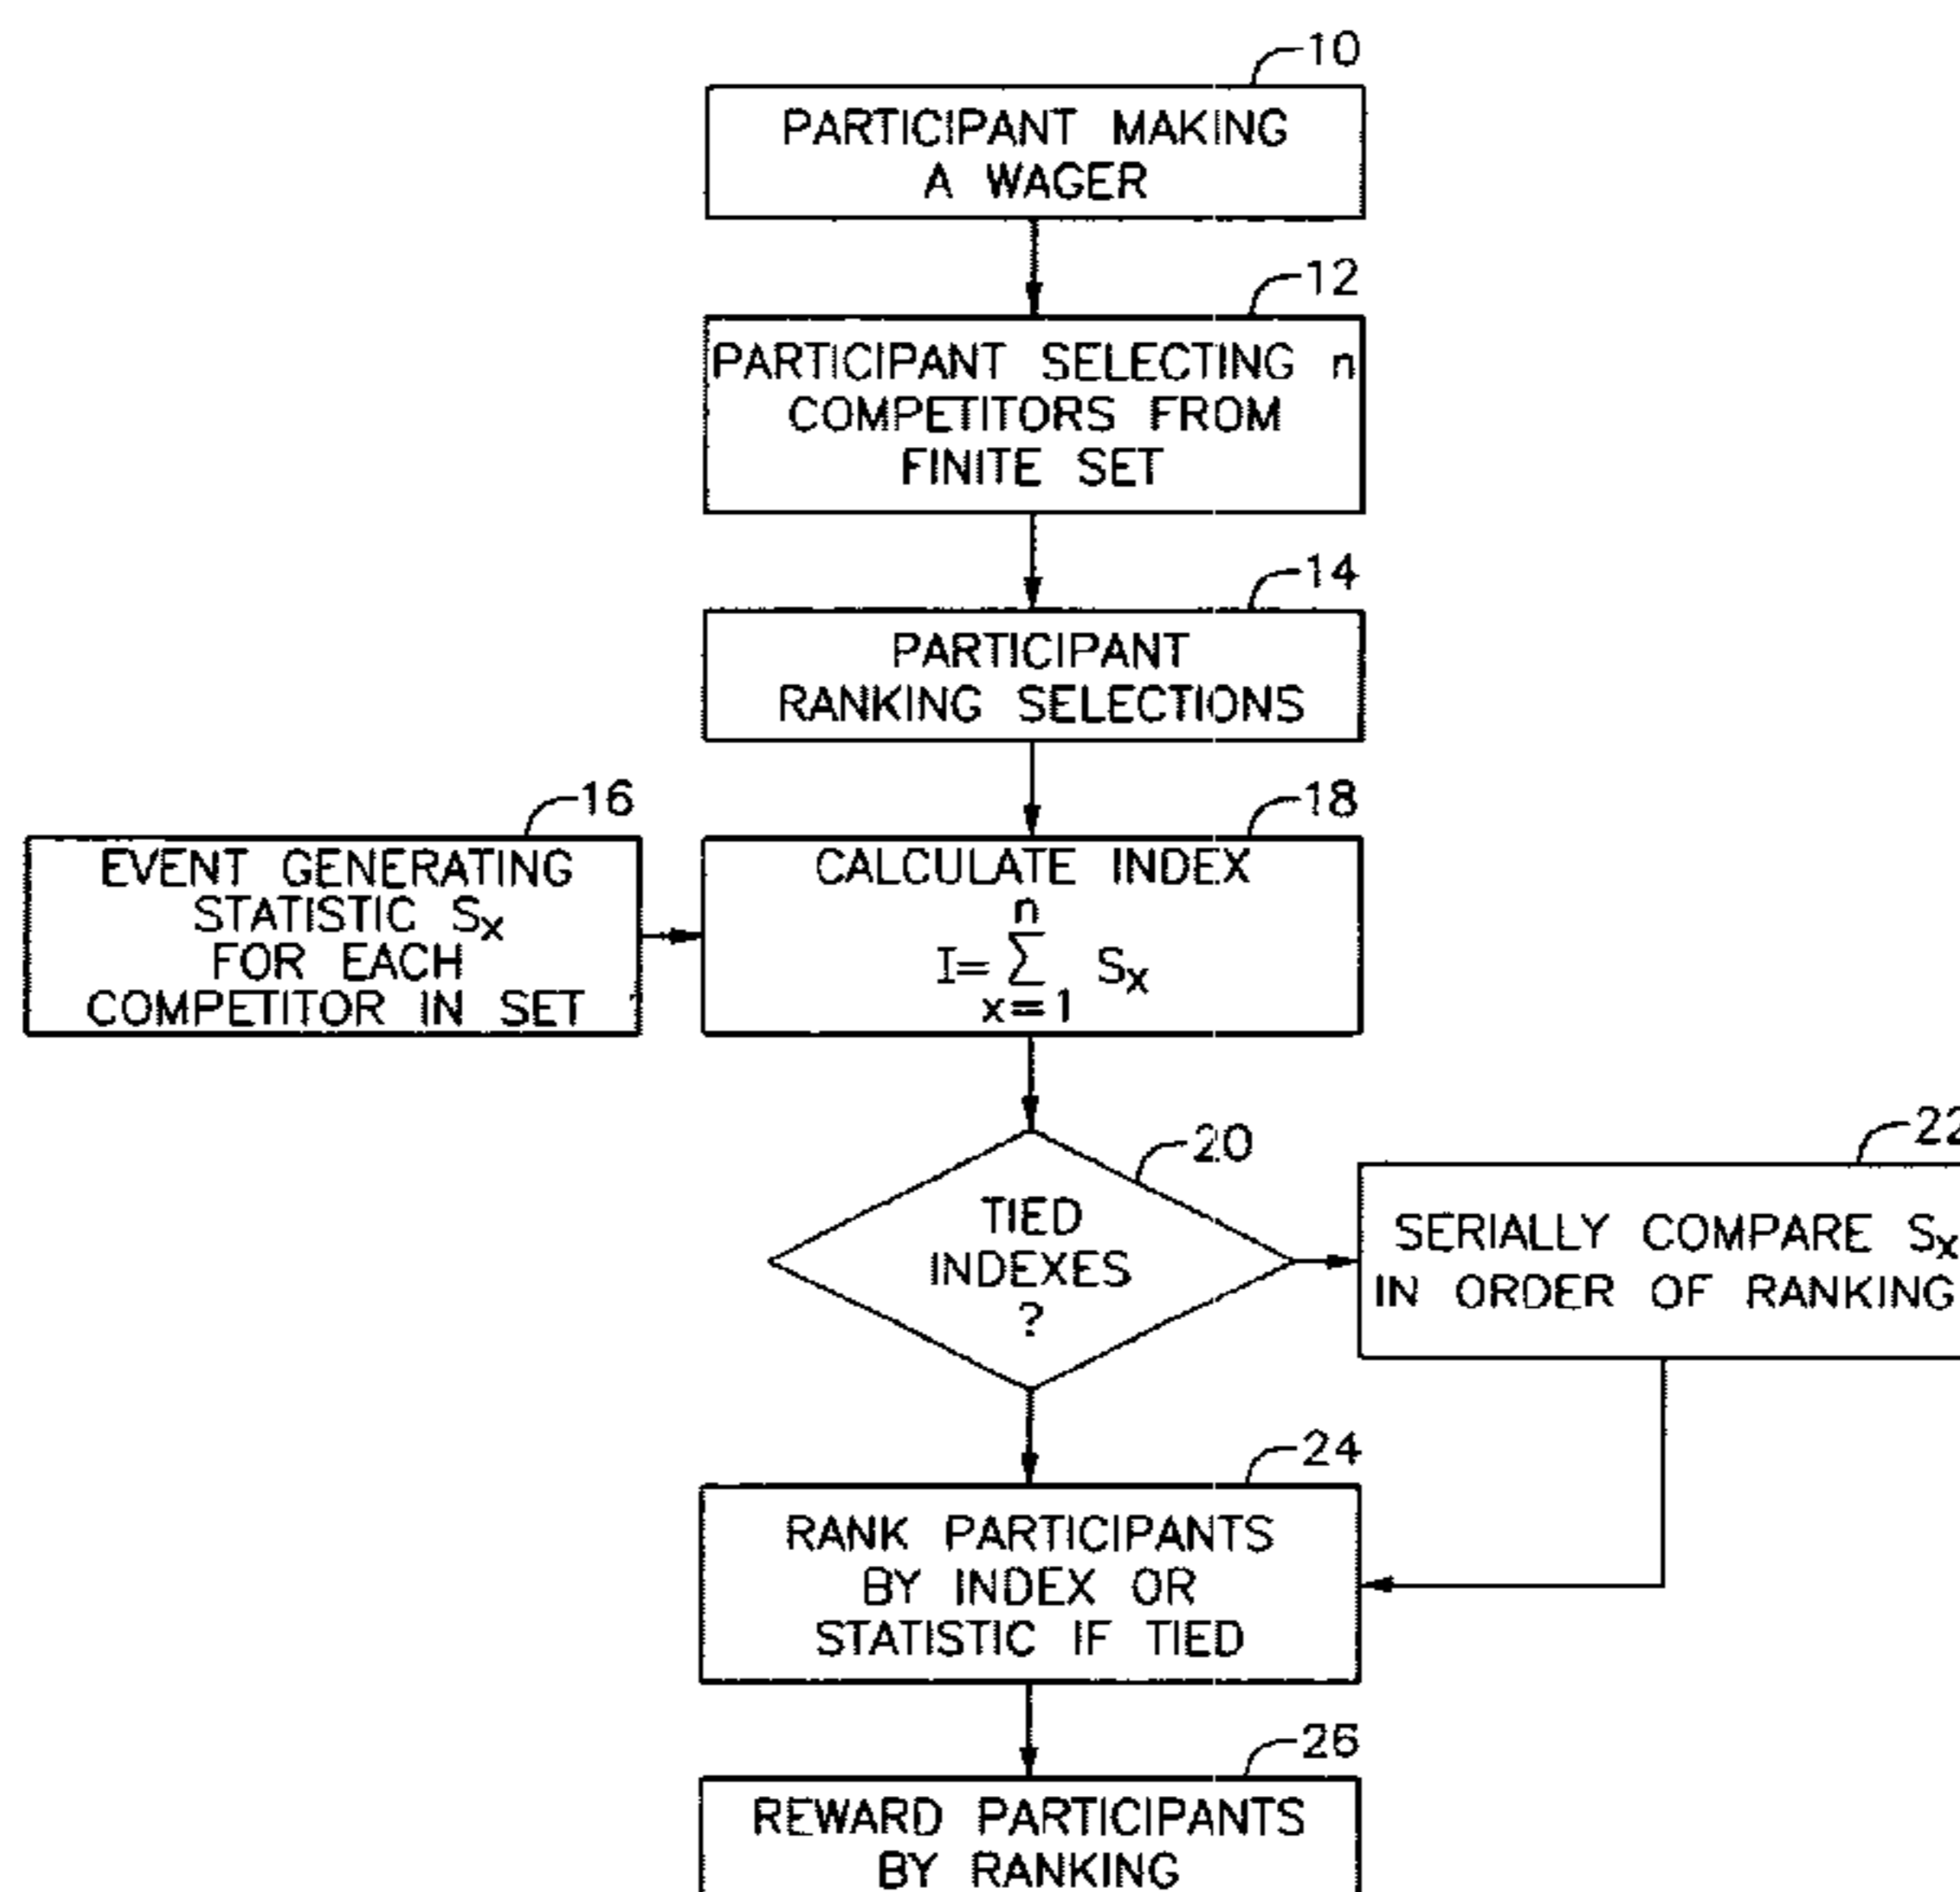 10
PARTICIPANT MAKING
A WAGER
12
PARTICIPANT SELECTING n
COMPETITORS FROM
FINITE SET
14
PARTICIPANT
RANKING SELECTIONS
16
EVENT GENERATING
STATISTIC Sx
FOR EACH
COMPETITOR IN SET
18
CALCULATE INDEX
n
I=∑ Sx
x=1
20
TIED
INDEXES
?
22
SERIALLY COMPARE Sx
IN ORDER OF RANKING
24
RANK PARTICIPANTS
BY INDEX OR
STATISTIC IF TIED
26
REWARD PARTICIPANTS
BY RANKING